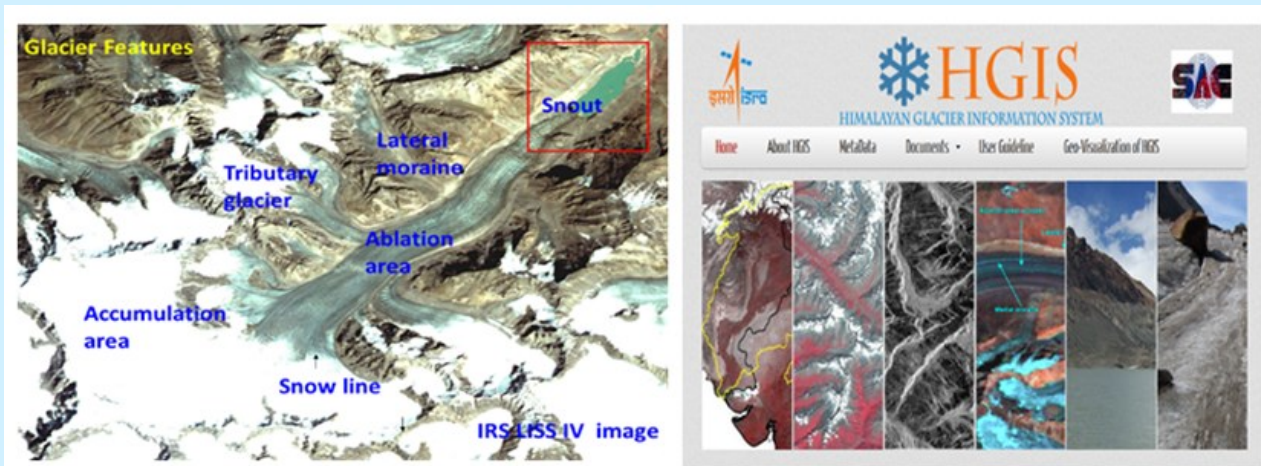 Glacier Features
Snout
Lateral
moraine
Tributary
glacier
Ablation
area
Accumulation
area
Snow line
IRS LISS IV image
इसरो isro
HGIS
HIMALAYAN GLACIER INFORMATION SYSTEM
SAC
Home About HGIS MetaData Documents User Guideline Geo-Visualization of HGIS